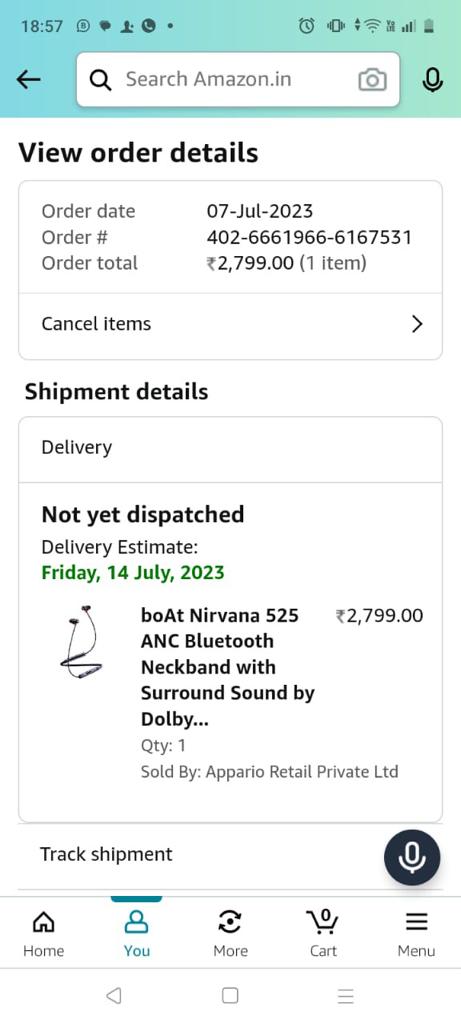 18:57
Search Amazon.in
View order details
Order date 07-Jul-2023
Order # 402-6661966-6167531
Order total ₹2,799.00 (1 item)
Cancel items
Shipment details
Delivery
Not yet dispatched
Delivery Estimate:
Friday, 14 July, 2023
boAt Nirvana 525 ₹2,799.00
ANC Bluetooth
Neckband with
Surround Sound by
Dolby...
Qty: 1
Sold By: Appario Retail Private Ltd
Track shipment
0
Home You More Cart Menu